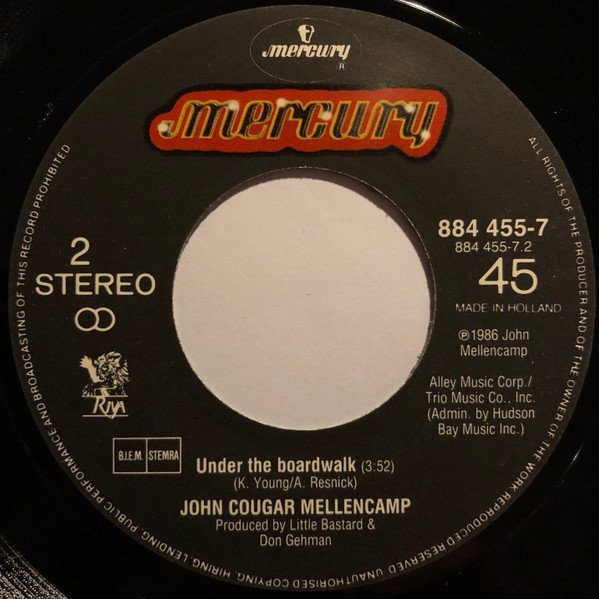 mercury
R
mercury
2
STEREO
884 455-7
884 455-7.2
45
MADE IN HOLLAND
℗1986 John
Mellencamp
Alley Music Corp./
Trio Music Co., Inc.
(Admin. by Hudson
Bay Music Inc.)
RIVA
B.I.E.M. STEMRA
Under the boardwalk (3:52)
(K. Young/A. Resnick)
JOHN COUGAR MELLENCAMP
Produced by Little Bastard &
Don Gehman
ALL RIGHTS OF THE PRODUCER AND OF THE OWNER OF THE WORK REPRODUCED RESERVED. UNAUTHORISED COPYING, HIRING, LENDING, PUBLIC PERFORMANCE AND BROADCASTING OF THIS RECORD PROHIBITED